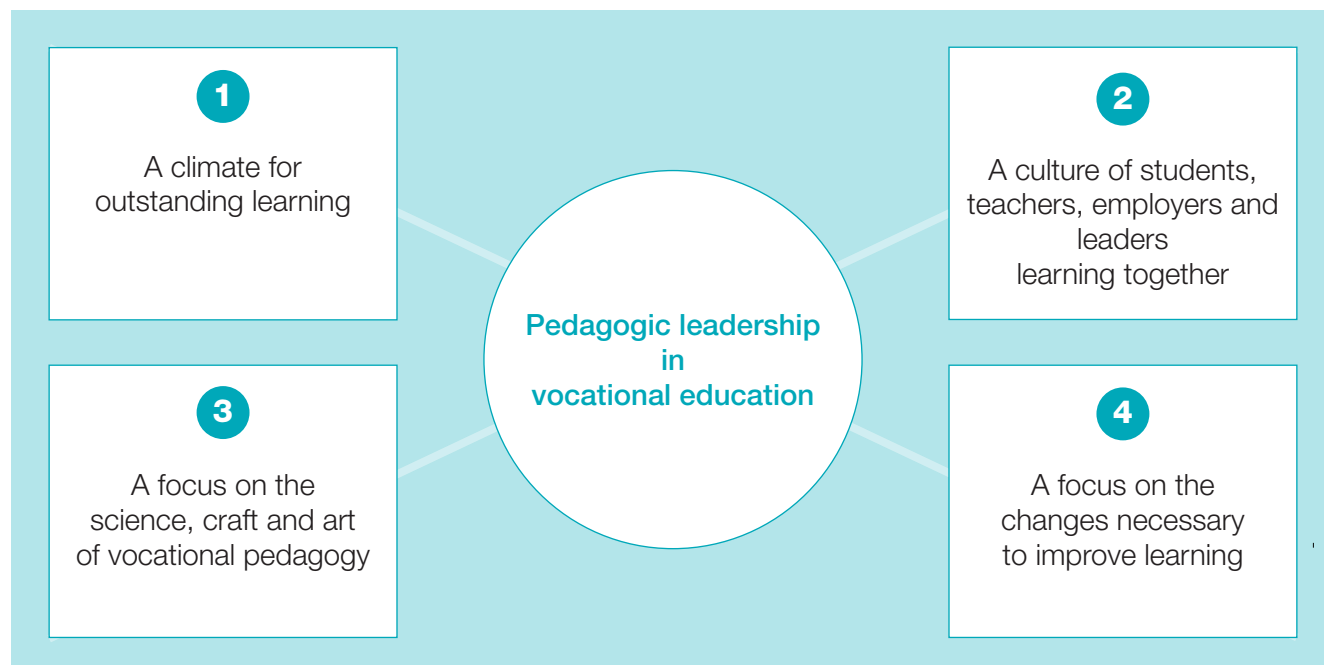 1
A climate for
outstanding learning
2
A culture of students,
teachers, employers and
leaders
learning together
Pedagogic leadership
in
vocational education
3
A focus on the
science, craft and art
of vocational pedagogy
4
A focus on the
changes necessary
to improve learning